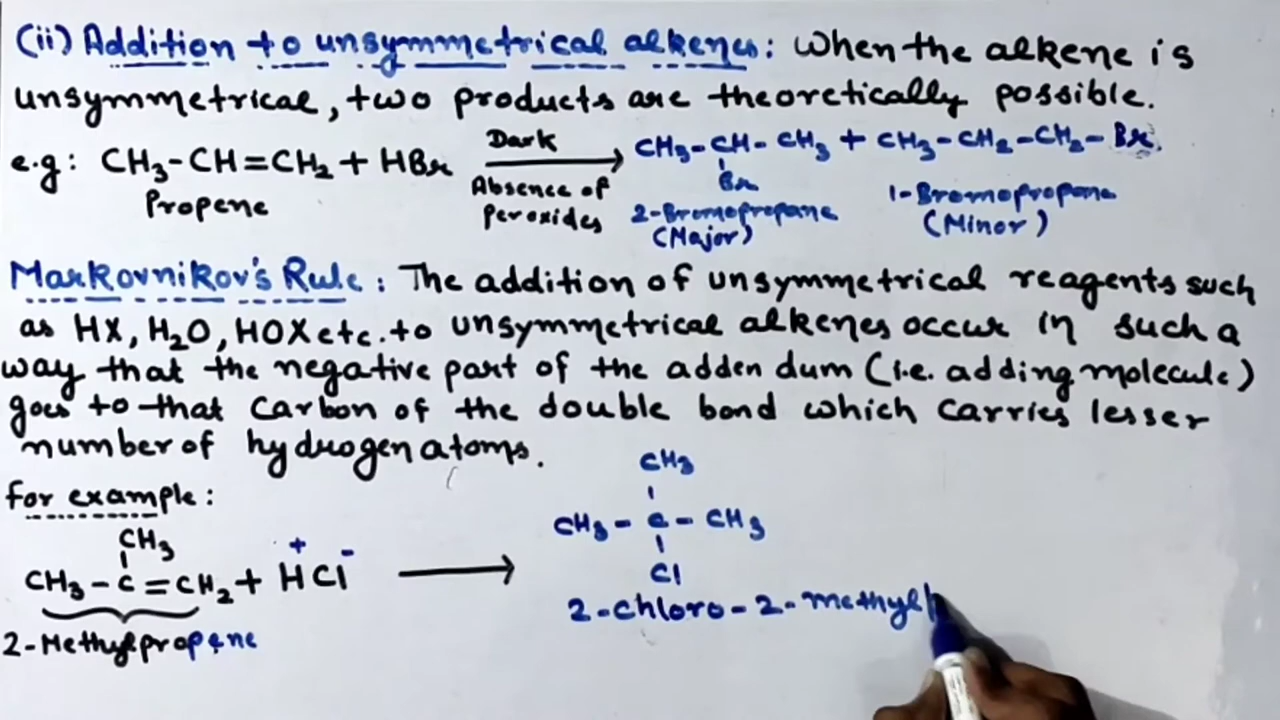 (ii) Addition to unsymmetrical alkenes: When the alkene is
unsymmetrical, two products are theoretically possible.
e.g: CH₃-CH=CH₂ + HBr Dark CH₃-CH-CH₃ + CH₃-CH₂-CH₂-Br.
Propene Absence of Peroxides Br
2-Bromopropane 1-Bromopropane
(Major) (Minor)
Markovnikov's Rule: The addition of unsymmetrical reagents such
as HX, H₂O, HOX etc. to unsymmetrical alkenes occur in such a
way that the negative part of the adden dum (i.e. adding molecule)
goes to that carbon of the double bond which carries lesser
number of hydrogen atoms.
For example:
CH₃ CH₃
CH₃-C=CH₂ + H⁺Cl⁻ CH₃-C-CH₃
Cl
2-Methylpropene 2-chloro-2-methyl